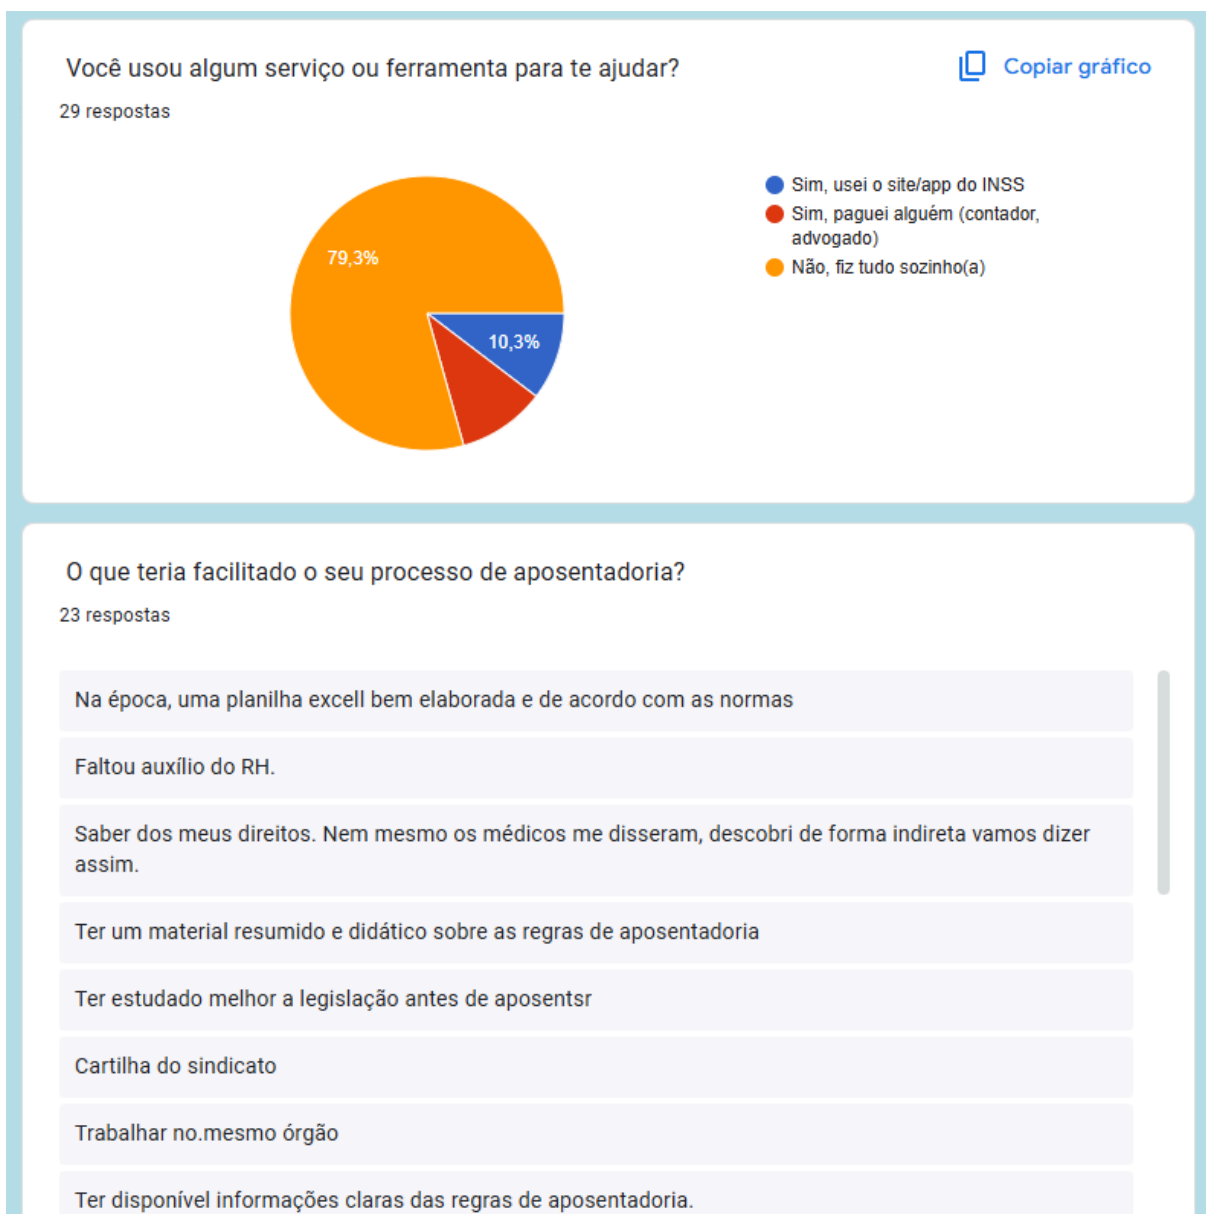 Você usou algum serviço ou ferramenta para te ajudar?
Copiar gráfico
29 respostas
79,3%
10,3%
Sim, usei o site/app do INSS
Sim, paguei alguém (contador,
advogado)
Não, fiz tudo sozinho(a)
O que teria facilitado o seu processo de aposentadoria?
23 respostas
Na época, uma planilha excell bem elaborada e de acordo com as normas
Faltou auxílio do RH.
Saber dos meus direitos. Nem mesmo os médicos me disseram, descobri de forma indireta vamos dizer
assim.
Ter um material resumido e didático sobre as regras de aposentadoria
Ter estudado melhor a legislação antes de aposentsr
Cartilha do sindicato
Trabalhar no.mesmo órgão
Ter disponível informações claras das regras de aposentadoria.